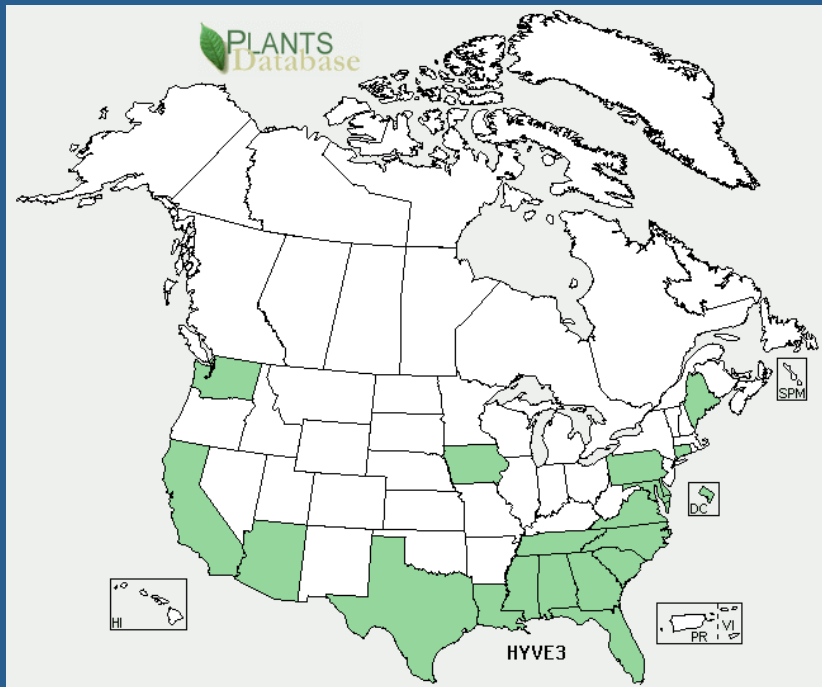 PLANTS
Database
SPM
DC
HI
PR
VI
HYVE3